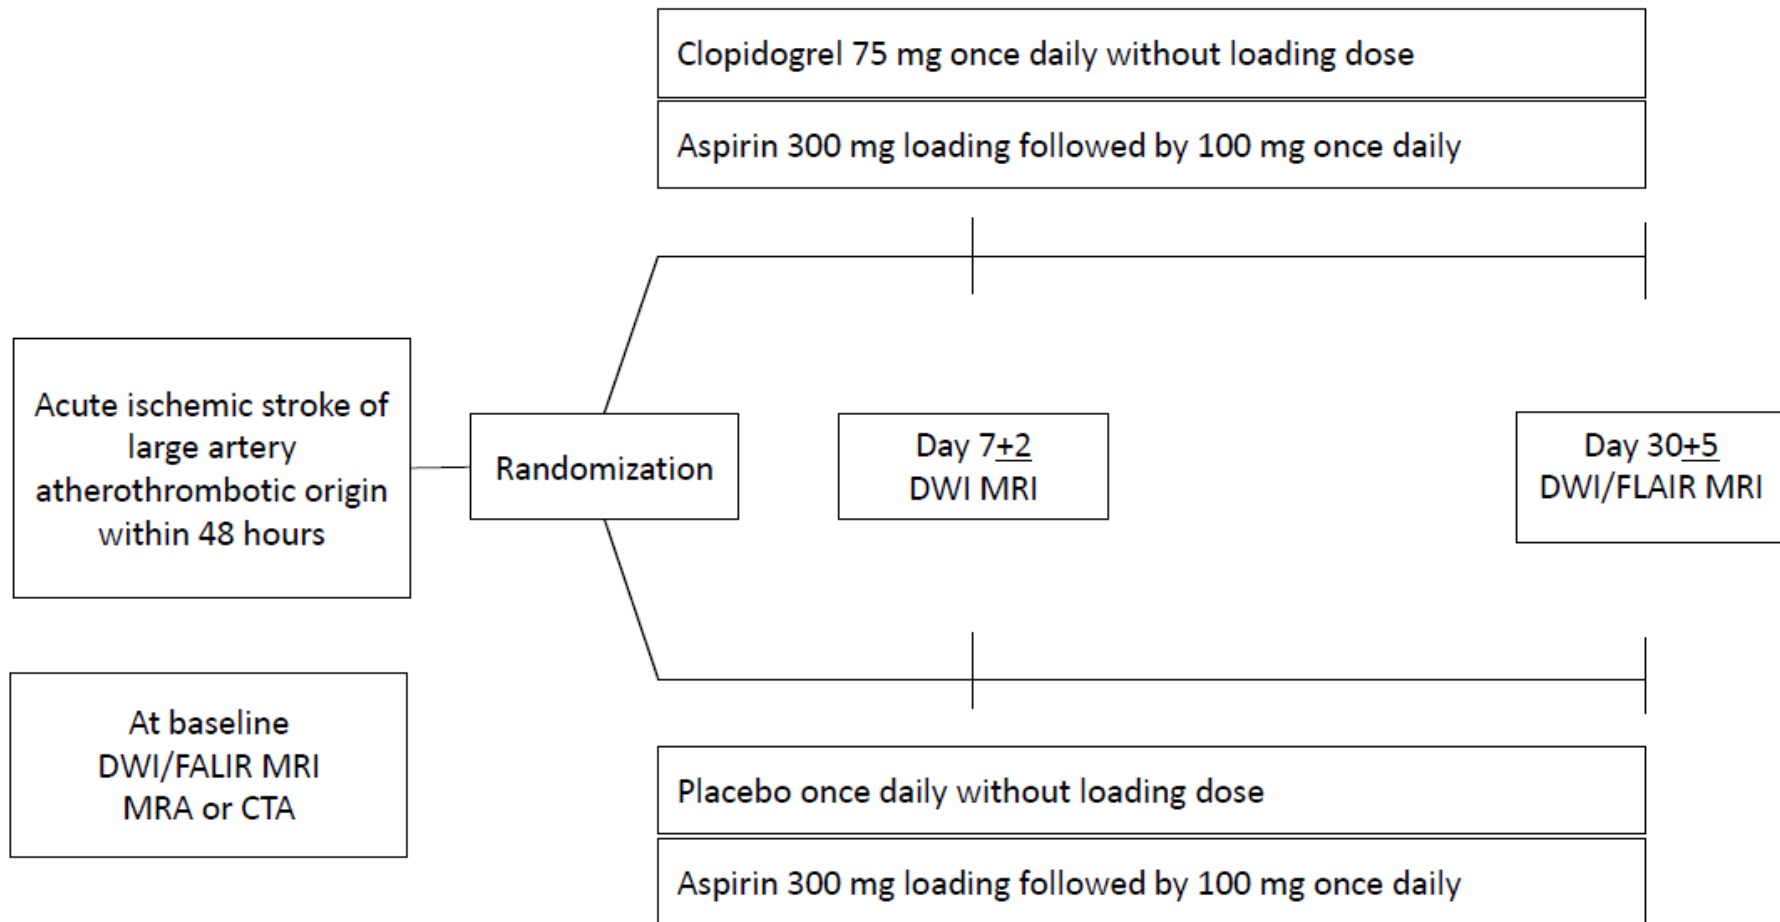 Clopidogrel 75 mg once daily without loading dose
Aspirin 300 mg loading followed by 100 mg once daily
Acute ischemic stroke of
large artery
atherothrombotic origin
within 48 hours
Randomization
Day 7+2
DWI MRI
Day 30+5
DWI/FLAIR MRI
At baseline
DWI/FALIR MRI
MRA or CTA
Placebo once daily without loading dose
Aspirin 300 mg loading followed by 100 mg once daily